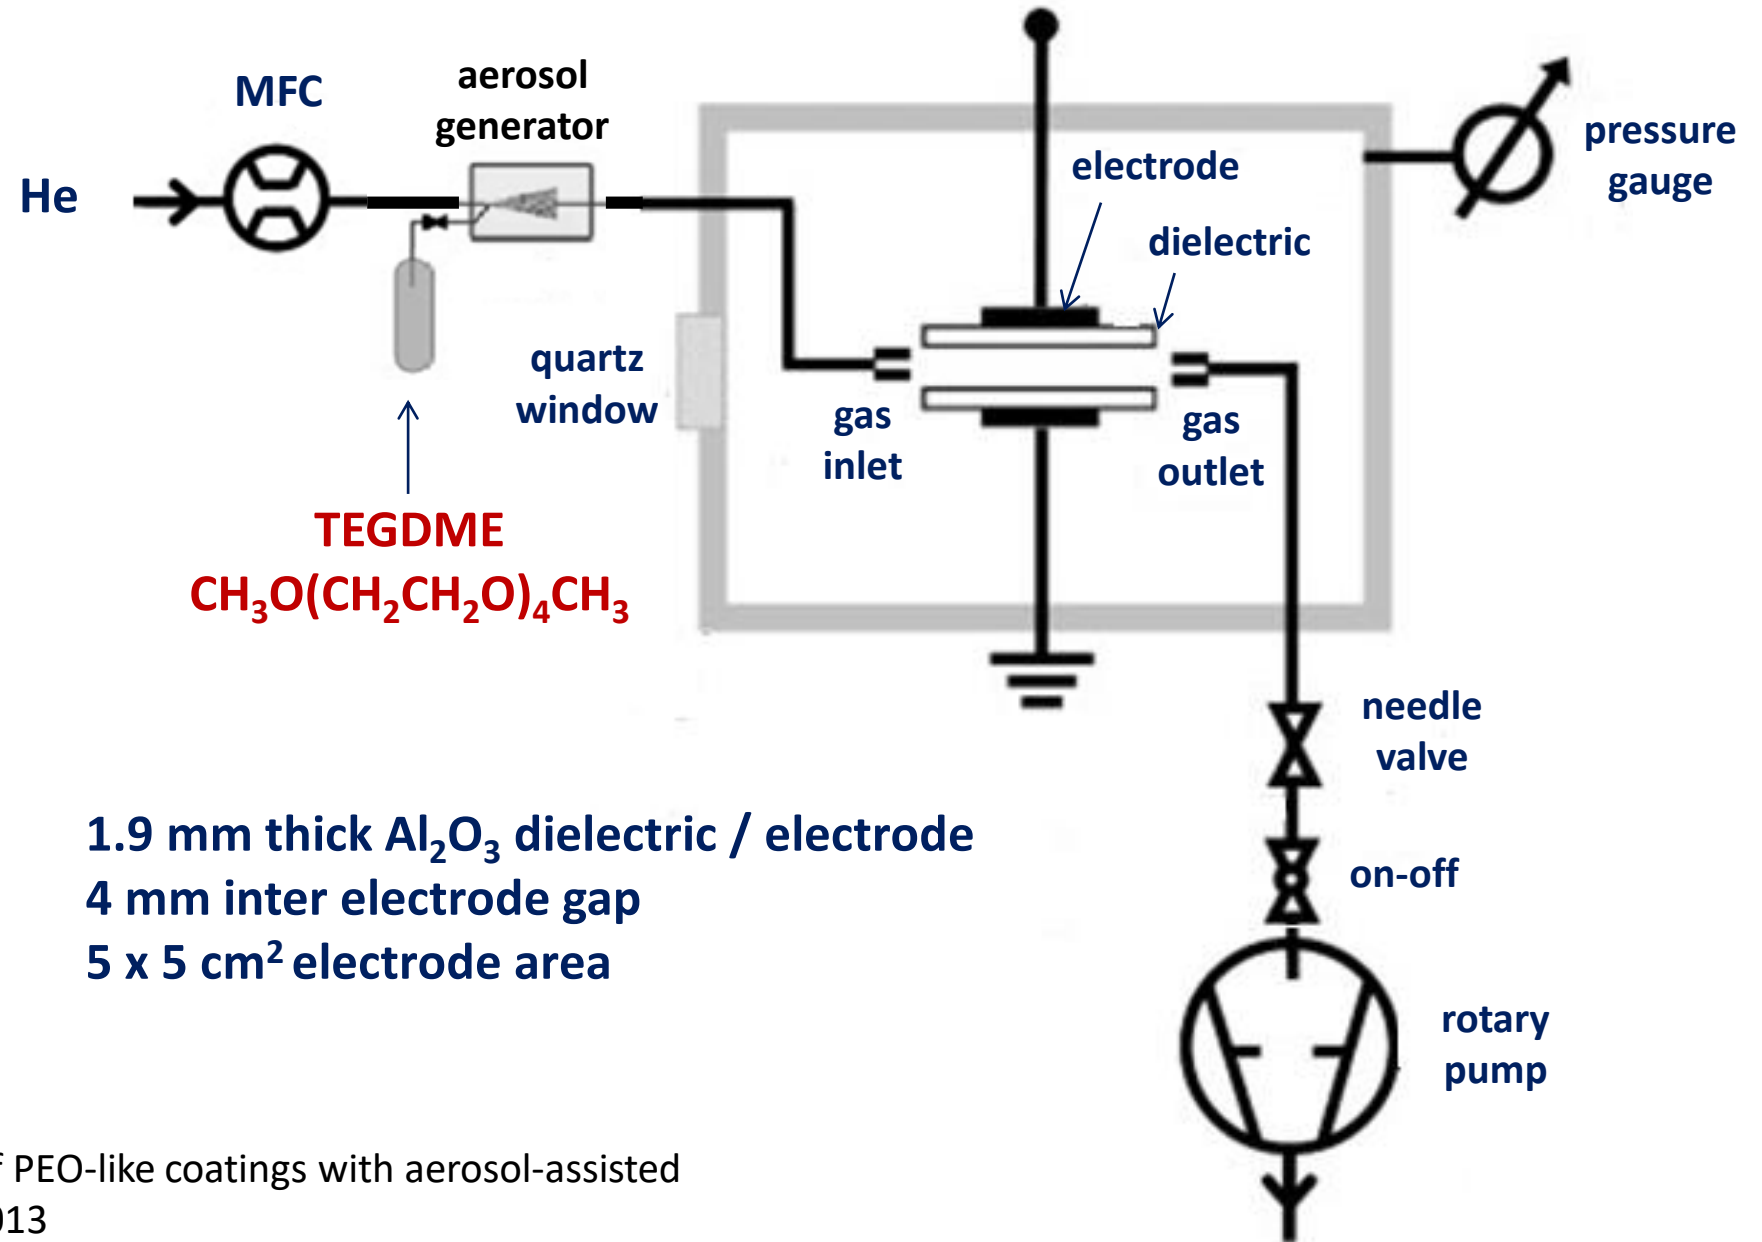 MFC
aerosol
generator
He
electrode
dielectric
pressure
gauge
quartz
window
gas
inlet
gas
outlet
TEGDME
CH₃O(CH₂CH₂O)₄CH₃
needle
valve
on-off
rotary
pump
1.9 mm thick Al₂O₃ dielectric / electrode
4 mm inter electrode gap
5 x 5 cm² electrode area
PEO-like coatings with aerosol-assisted